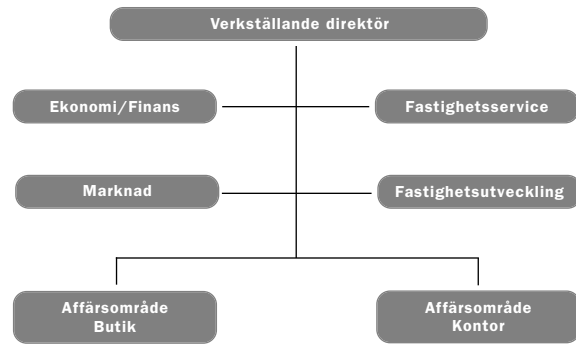 Verkställande direktör
Ekonomi/Finans
Fastighetsservice
Marknad
Fastighetsutveckling
Affärsområde
Butik
Affärsområde
Kontor